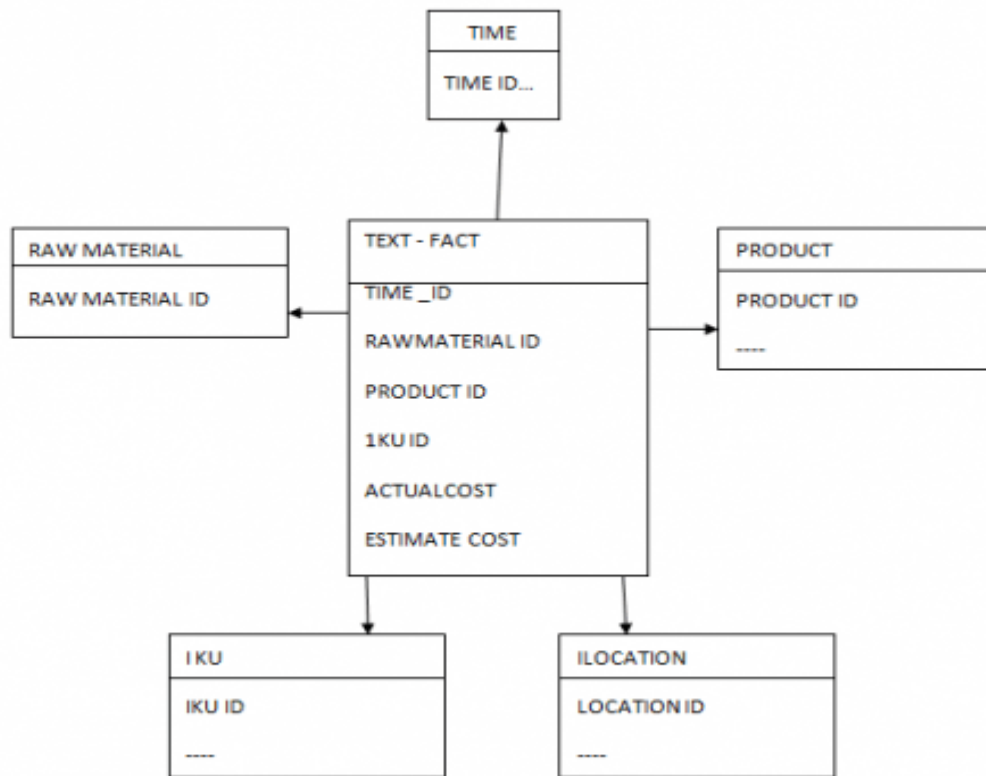 TIME
TIME ID...
RAW MATERIAL
RAW MATERIAL ID
TEXT - FACT
TIME _ID
RAWMATERIAL ID
PRODUCT ID
1KU ID
ACTUALCOST
ESTIMATE COST
PRODUCT
PRODUCT ID
----
I KU
IKU ID
----
ILOCATION
LOCATION ID
----